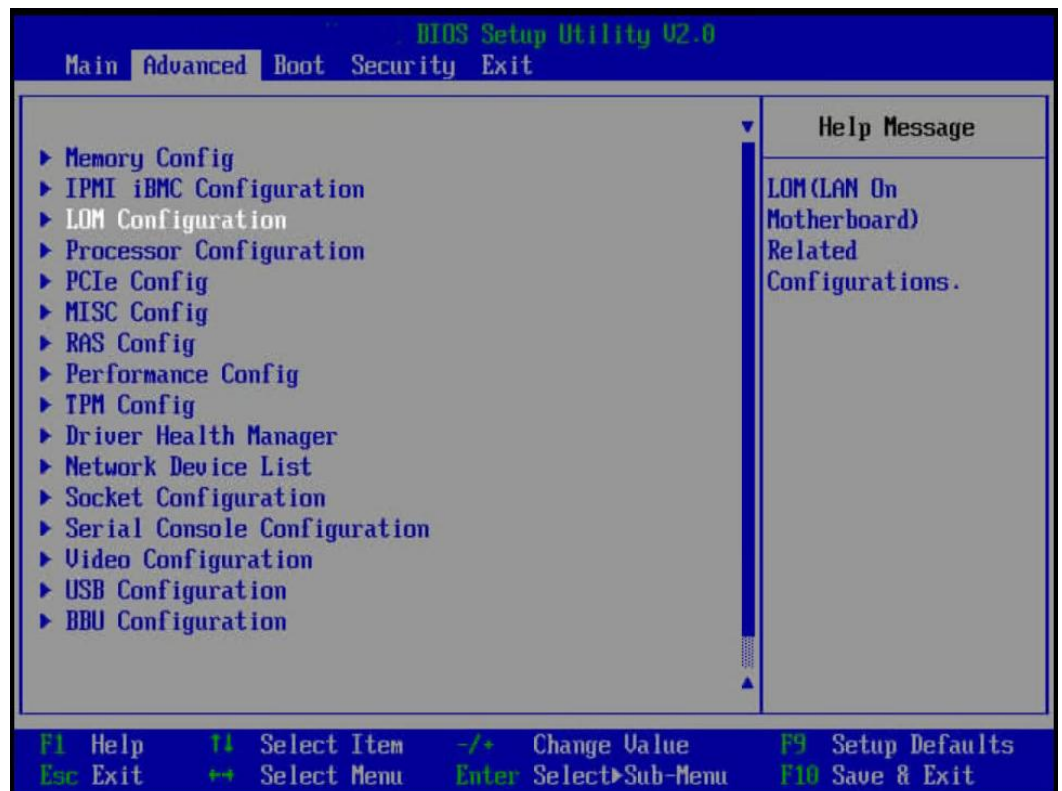 BIOS Setup Utility V2.0
Main Advanced Boot Security Exit
Help Message
▶ Memory Config
▶ IPMI iBMC Configuration
▶ LOM Configuration
▶ Processor Configuration
▶ PCIe Config
▶ MISC Config
▶ RAS Config
▶ Performance Config
▶ TPM Config
▶ Driver Health Manager
▶ Network Device List
▶ Socket Configuration
▶ Serial Console Configuration
▶ Video Configuration
▶ USB Configuration
▶ BBU Configuration
LOM(LAN On
Motherboard)
Related
Configurations.
F1 Help ↑↓ Select Item -/+ Change Value F9 Setup Defaults
Esc Exit ←→ Select Menu Enter Select▶Sub-Menu F10 Save & Exit